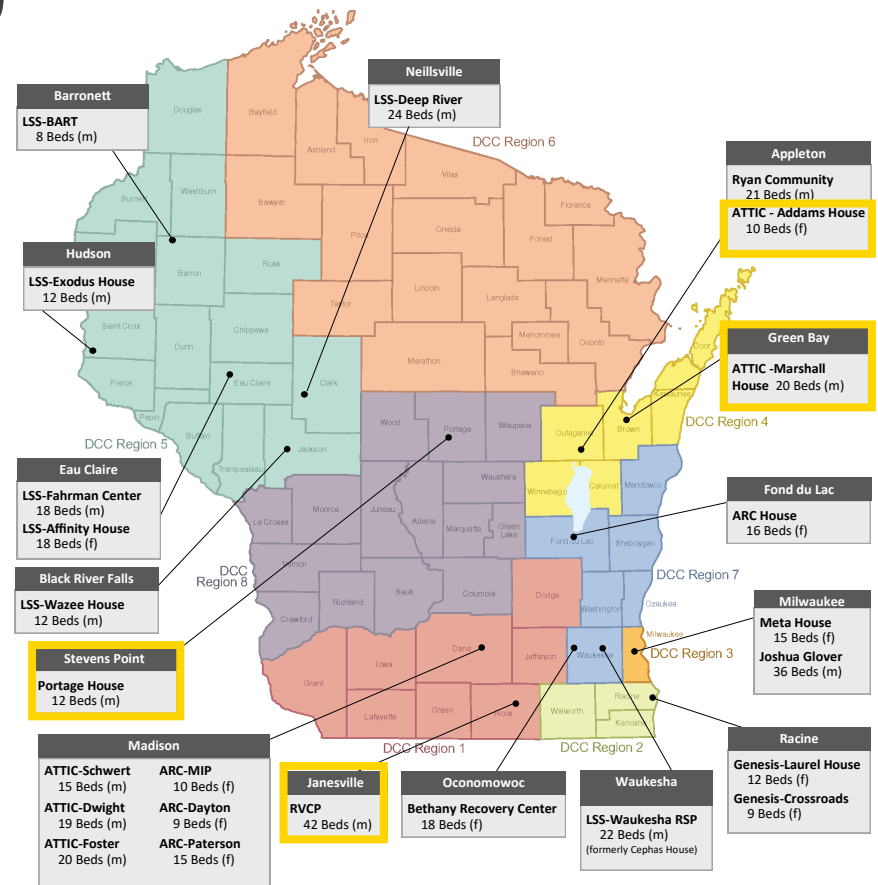 Barronett
LSS-BART
8 Beds (m)
Neillsville
LSS-Deep River
24 Beds (m)
Appleton
Ryan Community
21 Beds (m)
ATTIC - Addams House
10 Beds (f)
Hudson
LSS-Exodus House
12 Beds (m)
Green Bay
ATTIC -Marshall
House 20 Beds (m)
Eau Claire
LSS-Fahrman Center
18 Beds (m)
LSS-Affinity House
18 Beds (f)
Fond du Lac
ARC House
16 Beds (f)
Black River Falls
LSS-Wazee House
12 Beds (m)
Milwaukee
Meta House
15 Beds (f)
Joshua Glover
36 Beds (m)
Stevens Point
Portage House
12 Beds (m)
Madison
ATTIC-Schwert
15 Beds (m)
ATTIC-Dwight
19 Beds (m)
ATTIC-Foster
20 Beds (m)
ARC-MIP
10 Beds (f)
ARC-Dayton
9 Beds (f)
ARC-Paterson
15 Beds (f)
Janesville
RVCP
42 Beds (m)
Oconomowoc
Bethany Recovery Center
18 Beds (f)
Waukesha
LSS-Waukesha RSP
22 Beds (m)
(formerly Cephas House)
Racine
Genesis-Laurel House
12 Beds (f)
Genesis-Crossroads
9 Beds (f)
DCC Region 6
DCC Region 5
DCC Region 4
DCC Region 7
DCC
Region 8
DCC Region 3
DCC Region 1
DCC Region 2
Douglas
Bayfield
Ashland
Iron
Vilas
Burne
Washburn
Sawyer
Price
Oneida
Florence
Forest
Marinette
Barron
Rusk
Lincoln
Langlade
Taylor
Saint Croix
Chippewa
Dunn
Menominee
Oconto
Marathon
Shawano
Door
Pierce
Eau Claire
Clark
Pepin
Buffalo
Trempealeau
Jackson
Wood
Portage
Waupaca
Outagamie
Brown
Kewaunee
Waushara
Winnebago
Calumet
Manitowoc
La Crosse
Monroe
Juneau
Adams
Marquette
Green
Lake
Fond du Lac
Sheboygan
Vernon
Richland
Sauk
Columbia
Dodge
Washington
Ozaukee
Crawford
Dane
Jefferson
Waukesha
Milwaukee
Grant
Iowa
Lafayette
Green
Rock
Walworth
Racine
Kenosha